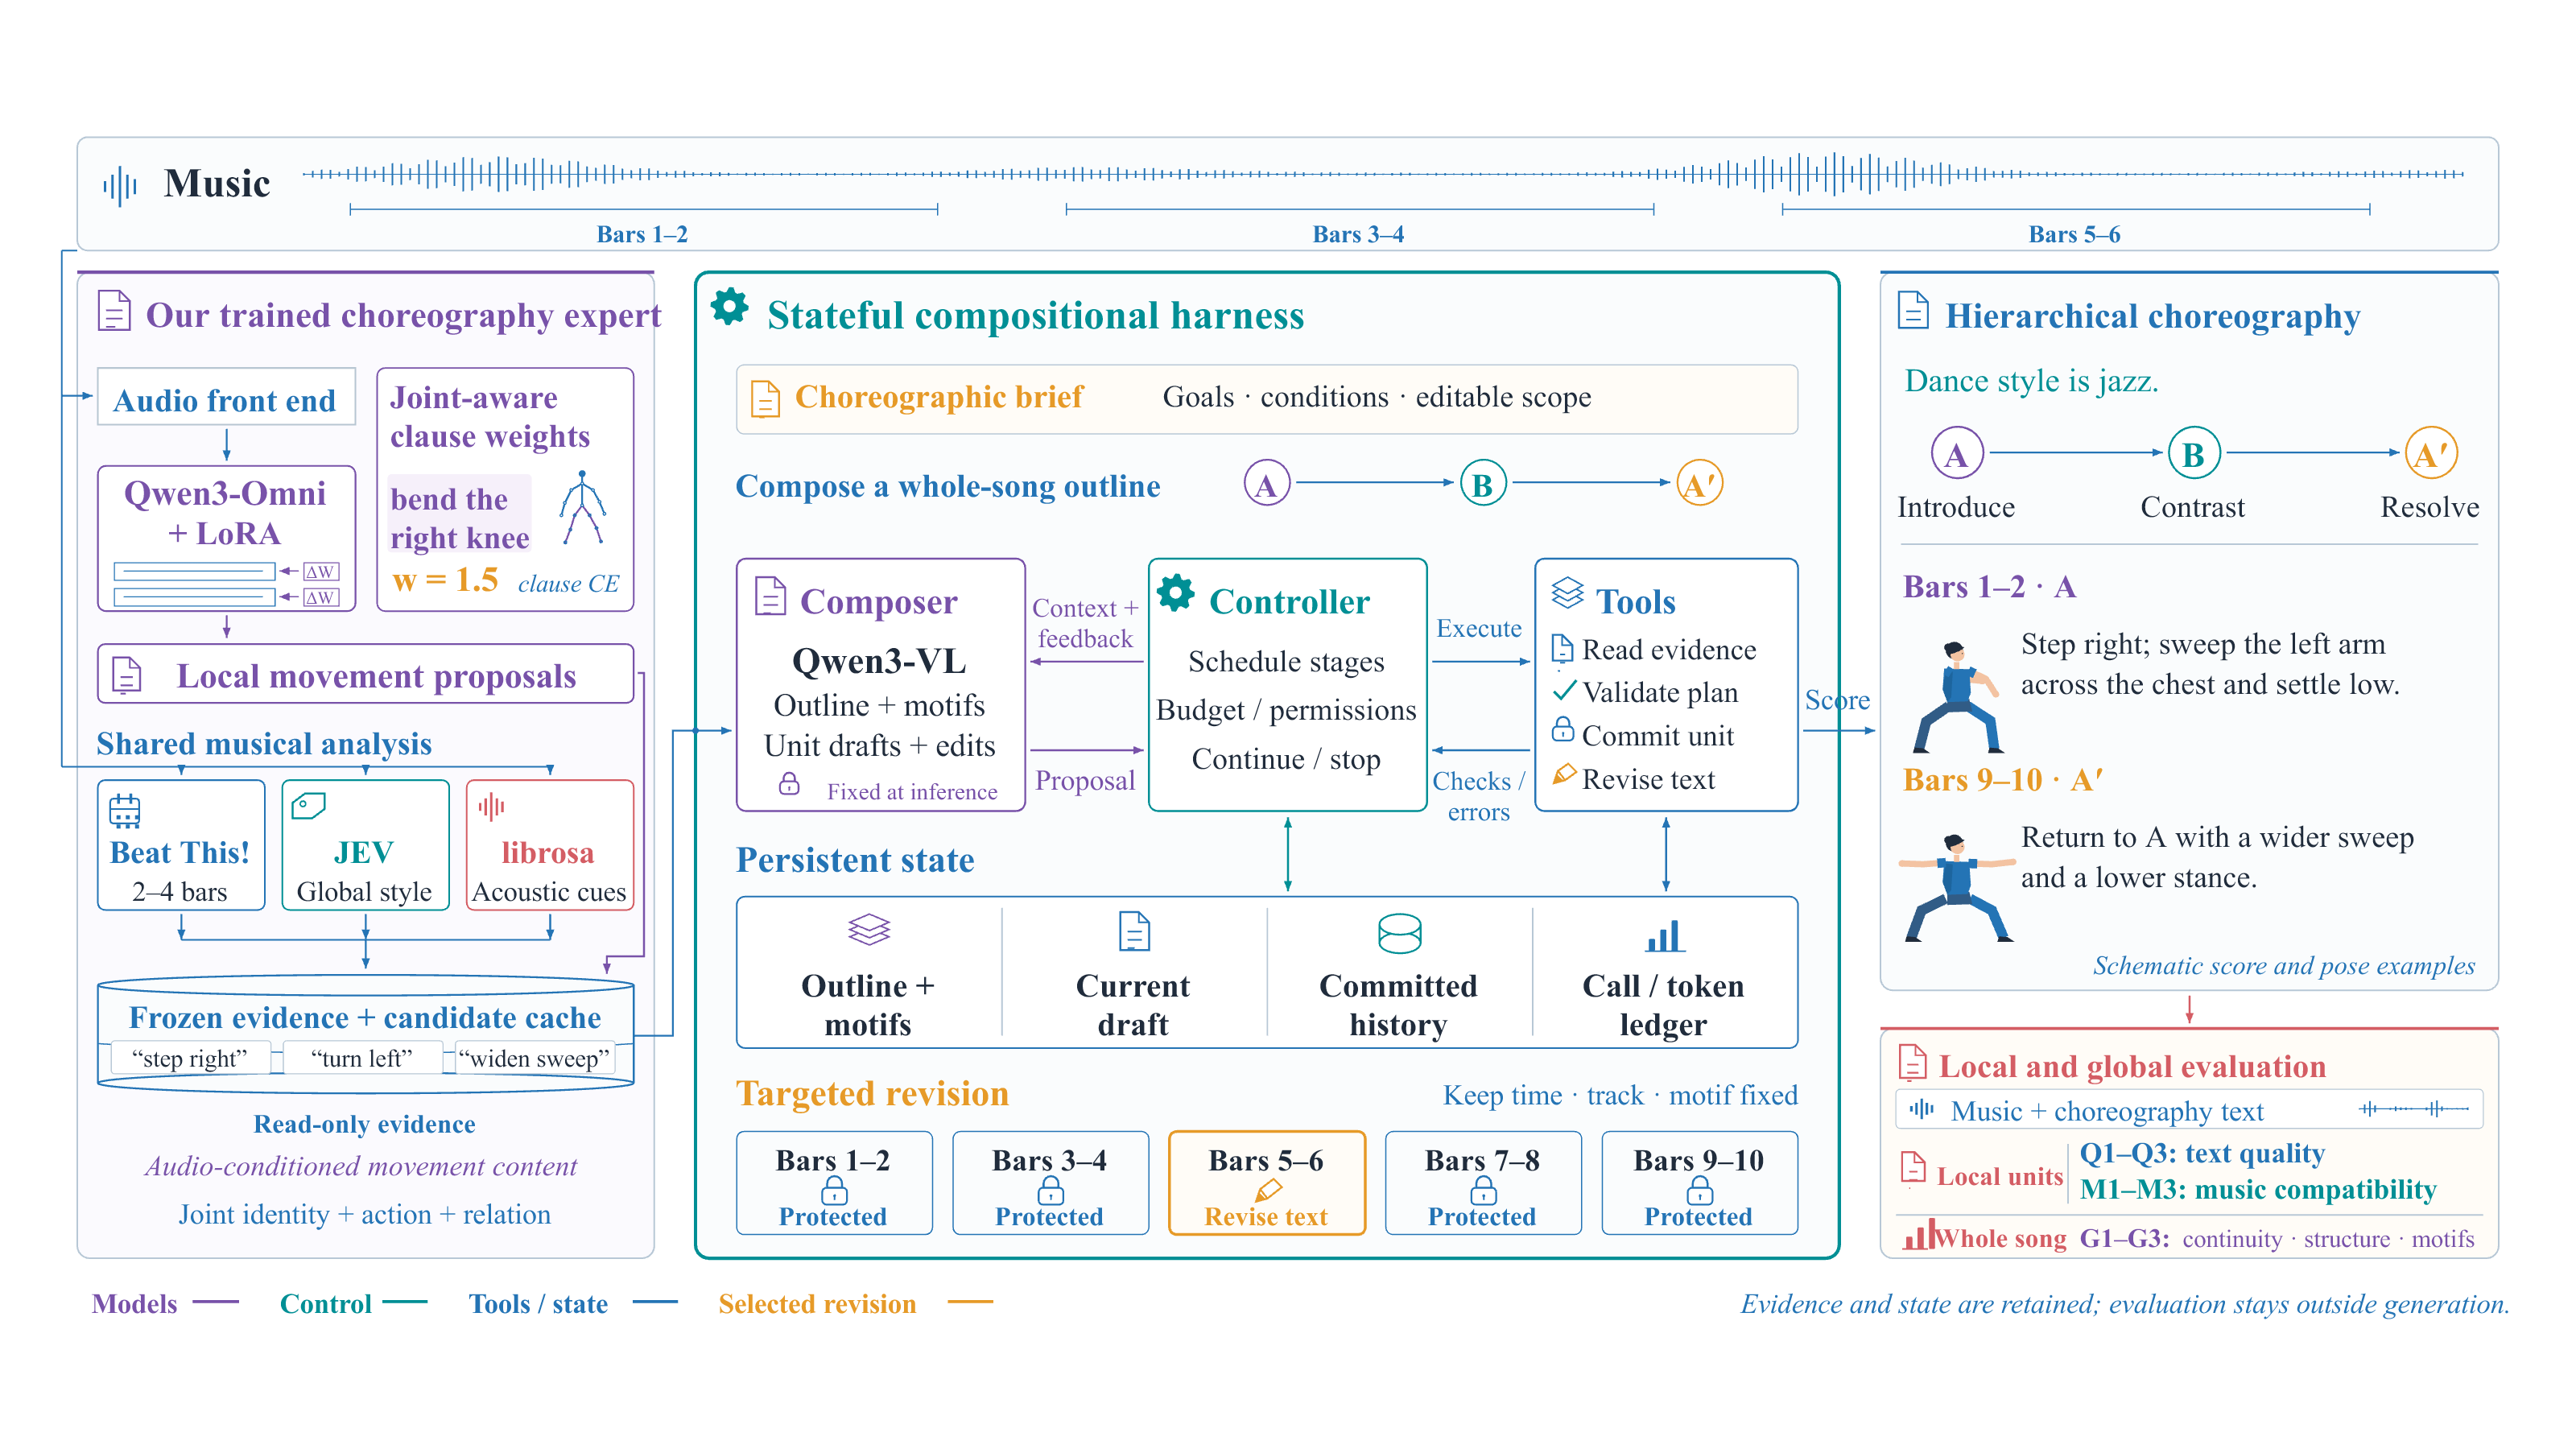 Music
Bars 1–2
Bars 3–4
Bars 5–6
Our trained choreography expert
Audio front end
Qwen3-Omni
+ LoRA
ΔW
ΔW
Joint-aware
clause weights
bend the
right knee
w = 1.5 clause CE
Local movement proposals
Shared musical analysis
Beat This!
2–4 bars
JEV
Global style
librosa
Acoustic cues
Frozen evidence + candidate cache
“step right”
“turn left”
“widen sweep”
Read-only evidence
Audio-conditioned movement content
Joint identity + action + relation
Stateful compositional harness
Choreographic brief
Goals · conditions · editable scope
Compose a whole-song outline
A
B
A′
Composer
Qwen3-VL
Outline + motifs
Unit drafts + edits
Fixed at inference
Context +
feedback
Proposal
Controller
Schedule stages
Budget / permissions
Continue / stop
Execute
Checks /
errors
Tools
Read evidence
Validate plan
Commit unit
Revise text
Score
Persistent state
Outline +
motifs
Current
draft
Committed
history
Call / token
ledger
Targeted revision
Keep time · track · motif fixed
Bars 1–2
Protected
Bars 3–4
Protected
Bars 5–6
Revise text
Bars 7–8
Protected
Bars 9–10
Protected
Hierarchical choreography
Dance style is jazz.
A
B
A′
Introduce
Contrast
Resolve
Bars 1–2 · A
Step right; sweep the left arm
across the chest and settle low.
Bars 9–10 · A′
Return to A with a wider sweep
and a lower stance.
Schematic score and pose examples
Local and global evaluation
Music + choreography text
Local units
Q1–Q3: text quality
M1–M3: music compatibility
Whole song
G1–G3: continuity · structure · motifs
Models
Control
Tools / state
Selected revision
Evidence and state are retained; evaluation stays outside generation.